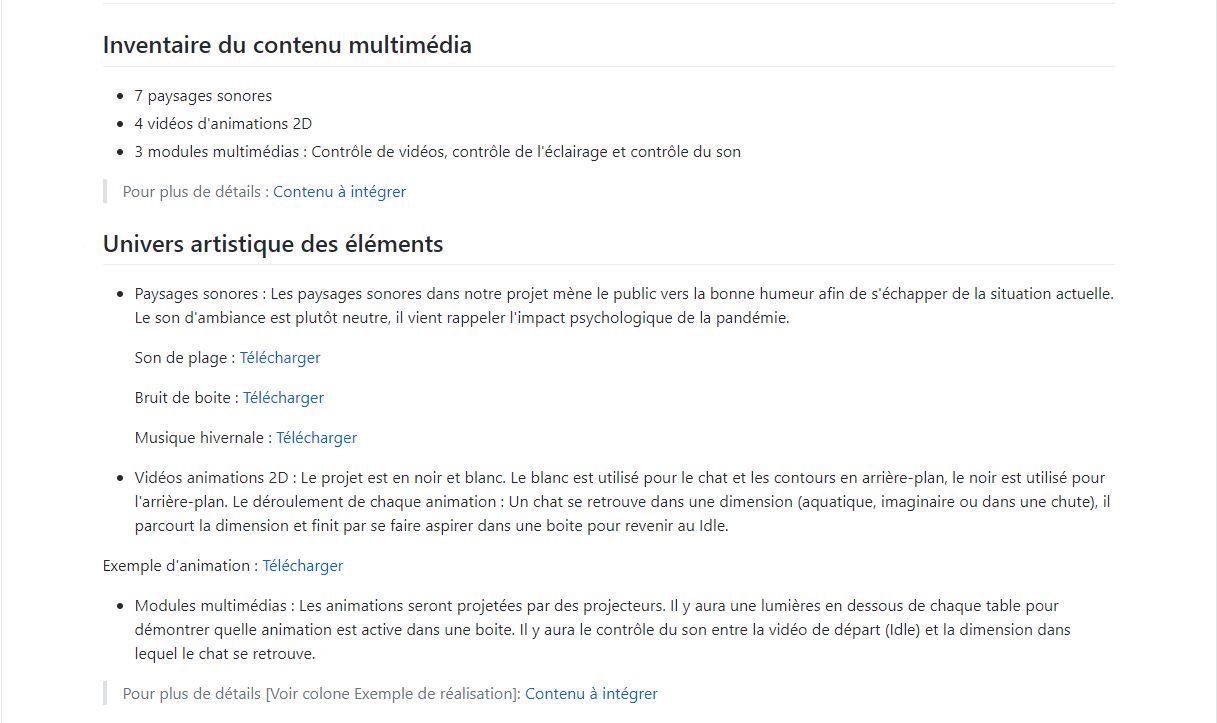 Inventaire du contenu multimédia
7 paysages sonores
4 vidéos d'animations 2D
3 modules multimédias : Contrôle de vidéos, contrôle de l'éclairage et contrôle du son
Pour plus de détails : Contenu à intégrer
Univers artistique des éléments
Paysages sonores : Les paysages sonores dans notre projet mène le public vers la bonne humeur afin de s'échapper de la situation actuelle.
Le son d'ambiance est plutôt neutre, il vient rappeler l'impact psychologique de la pandémie.
Son de plage : Télécharger
Bruit de boite : Télécharger
Musique hivernale : Télécharger
Vidéos animations 2D : Le projet est en noir et blanc. Le blanc est utilisé pour le chat et les contours en arrière-plan, le noir est utilisé pour
l'arrière-plan. Le déroulement de chaque animation : Un chat se retrouve dans une dimension (aquatique, imaginaire ou dans une chute), il
parcourt la dimension et finit par se faire aspirer dans une boite pour revenir au Idle.
Exemple d'animation : Télécharger
Modules multimédias : Les animations seront projetées par des projecteurs. Il y aura une lumières en dessous de chaque table pour
démontrer quelle animation est active dans une boite. Il y aura le contrôle du son entre la vidéo de départ (Idle) et la dimension dans
lequel le chat se retrouve.
Pour plus de détails [Voir colone Exemple de réalisation]: Contenu à intégrer